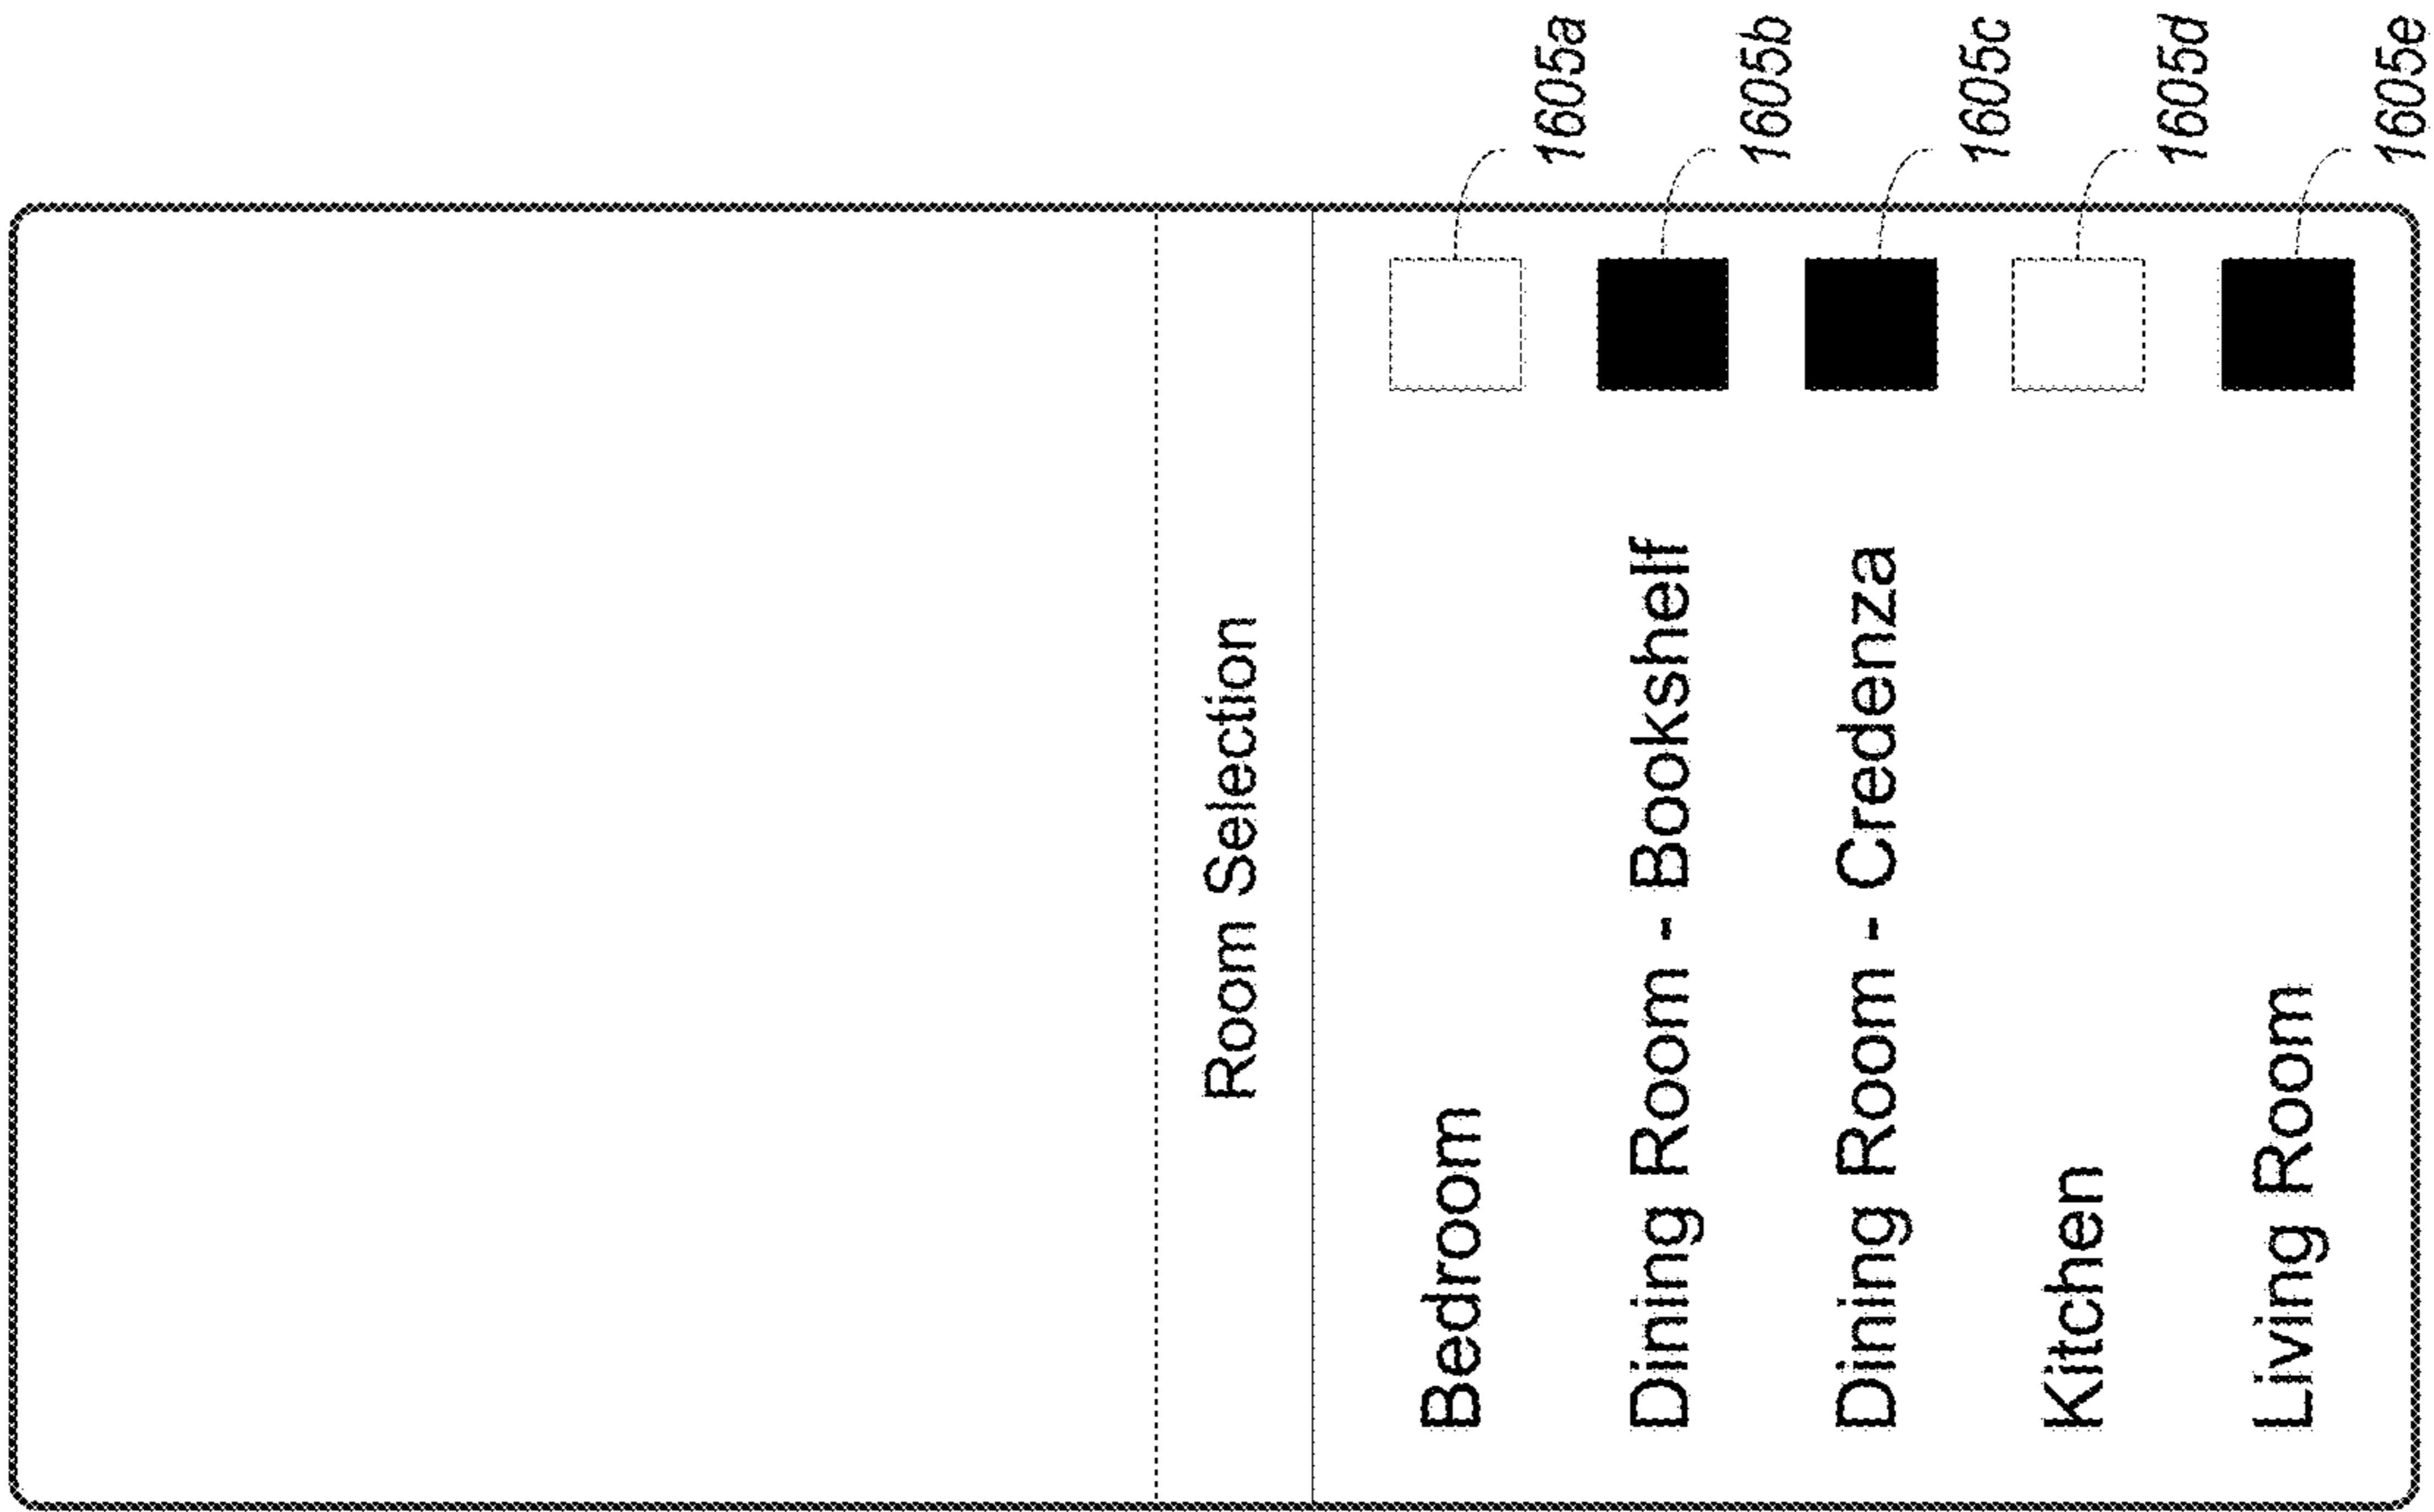 Room Selection
Bedroom 1605a
Dining Room - Bookshelf 1605b
Dining Room - Credenza 1605c
Kitchen 1605d
Living Room 1605e